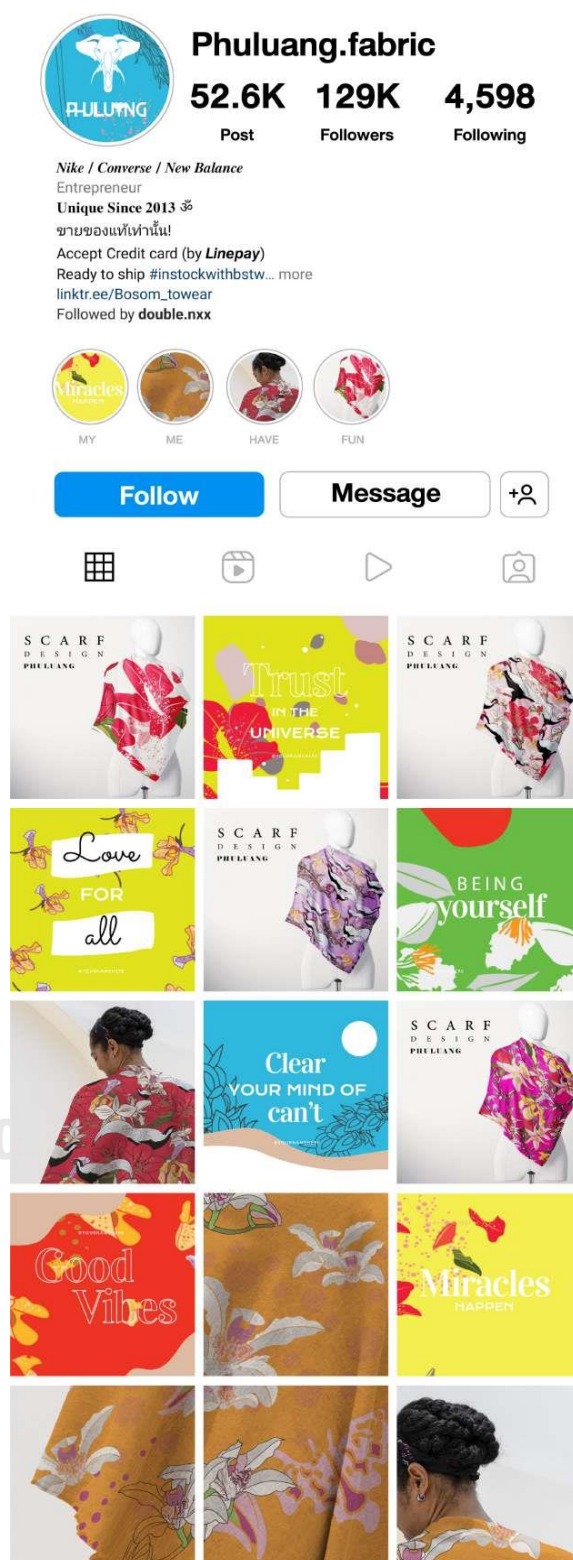 PHULUANG
Phuluang.fabric
52.6K 129K 4,598
Post Followers Following
Nike / Converse / New Balance
Entrepreneur
Unique Since 2013 ॐ
ขายของแท้เท่านั้น!
Accept Credit card (by Linepay)
Ready to ship #instockwithbstw... more
linktr.ee/Bosom_towear
Followed by double.nxx
Miracles
HAPPEN
MY ME HAVE FUN
Follow Message
SCARF
DESIGN
PHULUANG
Trust
IN THE
UNIVERSE
SCARF
DESIGN
PHULUANG
Love
FOR
all
SCARF
DESIGN
PHULUANG
BEING
yourself
Clear
YOUR MIND OF
can't
SCARF
DESIGN
PHULUANG
Good
Vibes
Miracles
HAPPEN